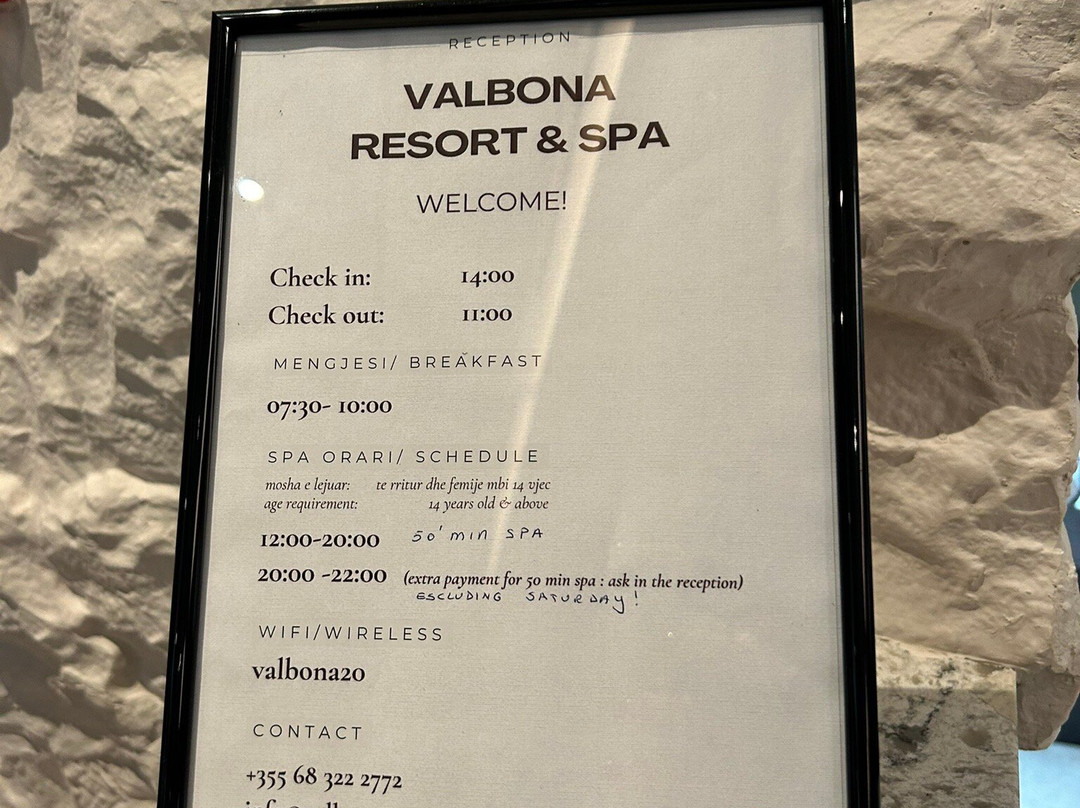 RECEPTION
VALBONA
RESORT & SPA
WELCOME!
Check in: 14:00
Check out: 11:00
MENGJESI/ BREAKFAST
07:30- 10:00
SPA ORARI/ SCHEDULE
mosha e lejuar: te rritur dhe femije mbi 14 vjec
age requirement: 14 years old & above
12:00-20:00 50' min SPA
20:00 -22:00 (extra payment for 50 min spa : ask in the reception)
ESCLUDING SATURDAY!
WIFI/WIRELESS
valbona20
CONTACT
+355 68 322 2772